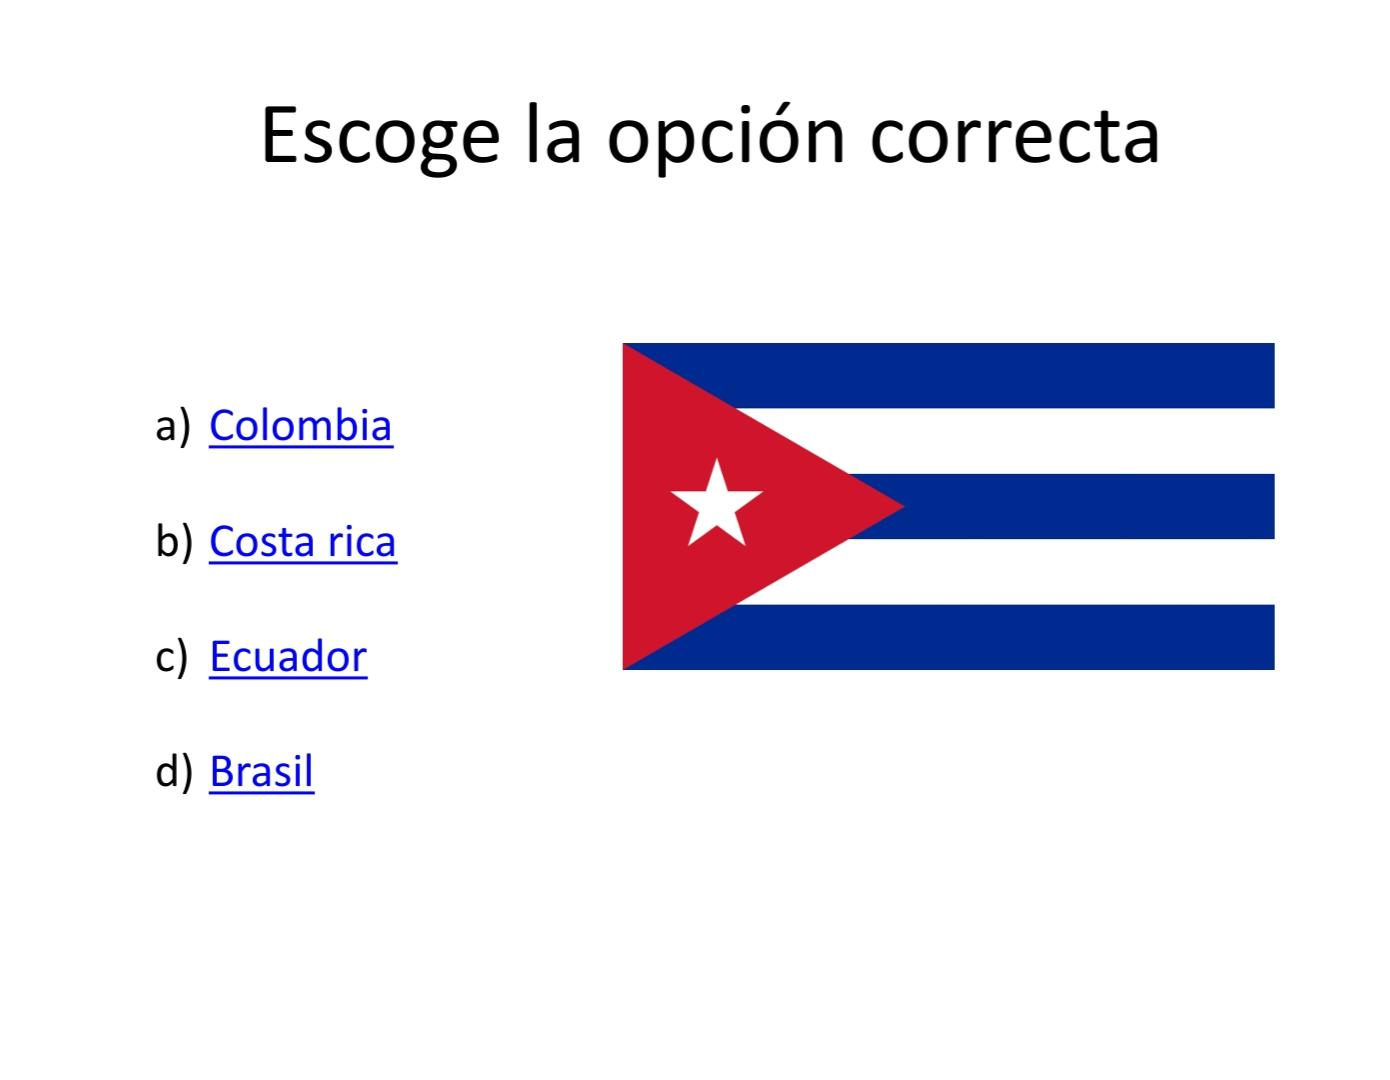 Escoge la opción correcta
a) Colombia
b) Costa rica
c) Ecuador
d) Brasil